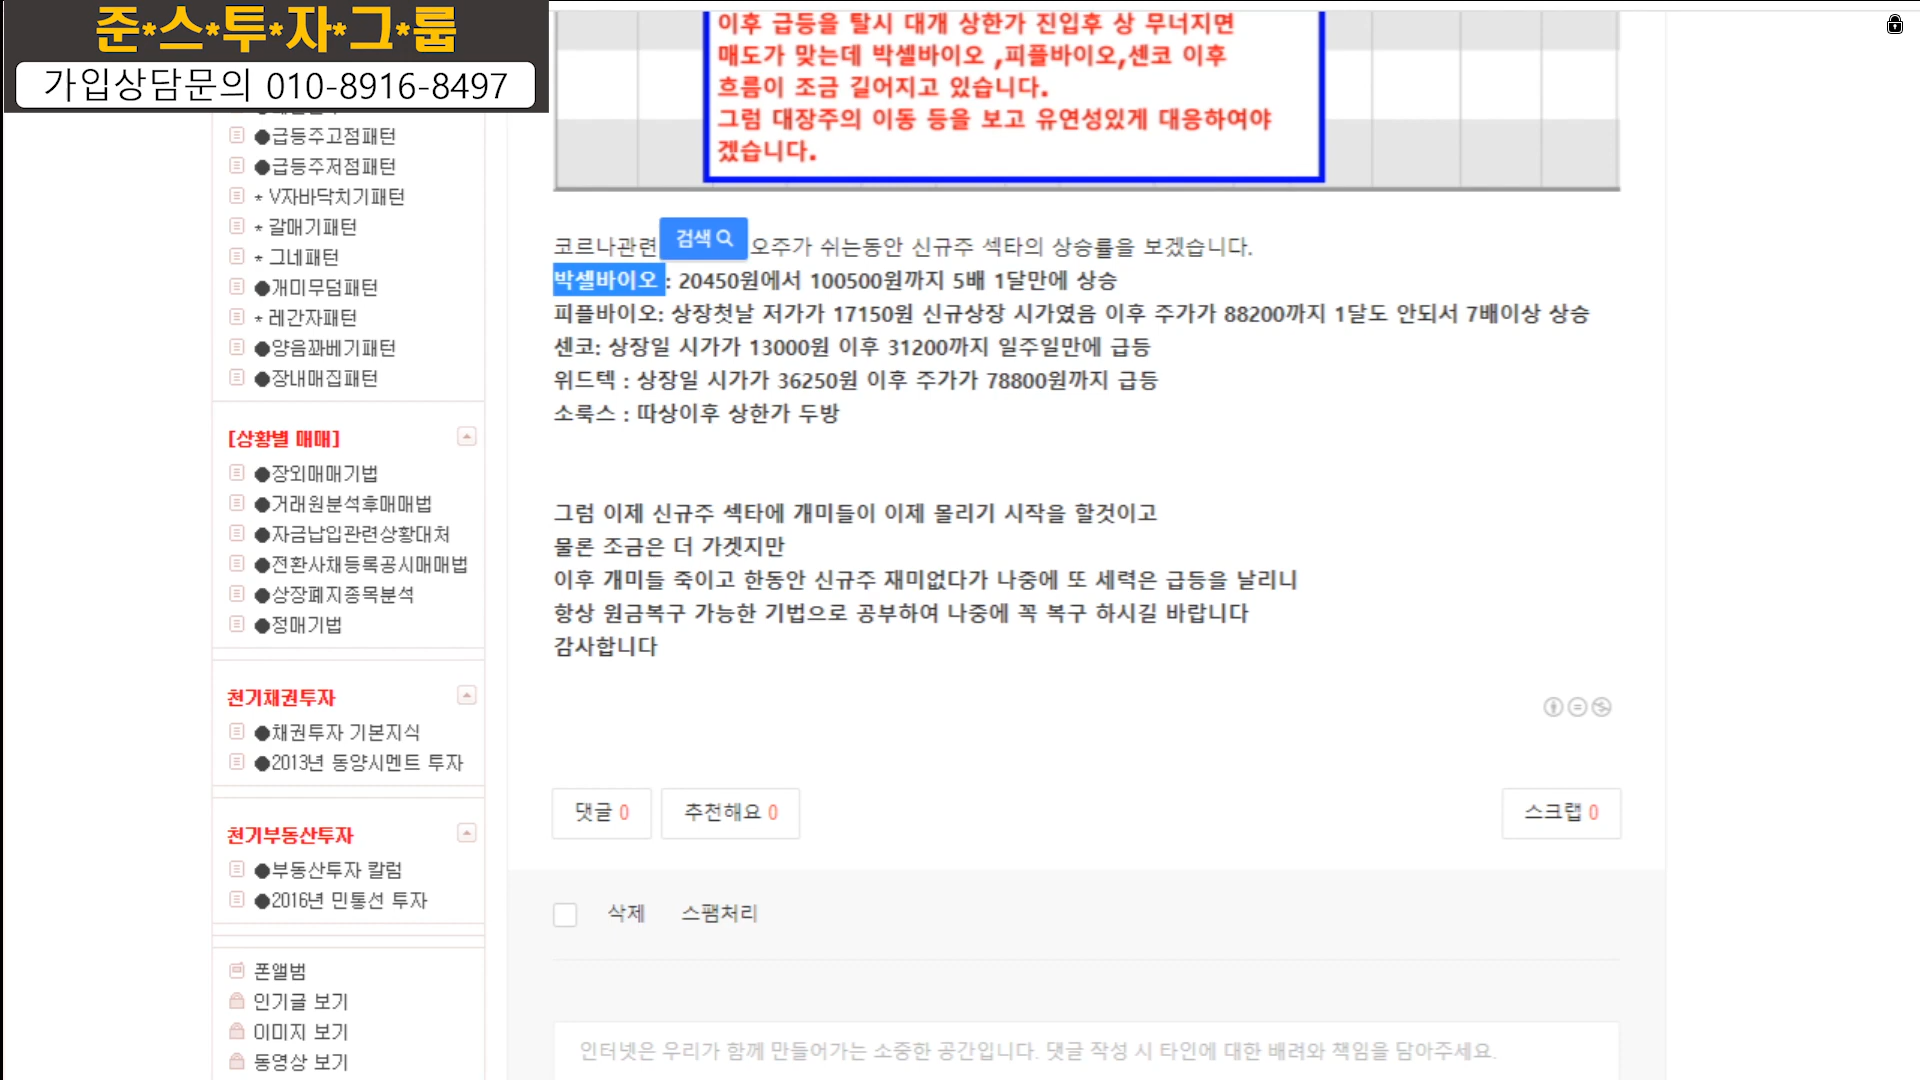 준*스*투*자*그*룹
가입상담문의 010-8916-8497
●급등주고점패턴
●급등주저점패턴
* V자바닥치기패턴
* 갈매기패턴
* 그네패턴
●개미무덤패턴
* 레간자패턴
●양음꽈베기패턴
●장내매집패턴
[상황별 매매]
●장외매매기법
●거래원분석후매매법
●자금납입관련상황대처
●전환사채등록공시매매법
●상장폐지종목분석
●정매기법
천기채권투자
●채권투자 기본지식
●2013년 동양시멘트 투자
천기부동산투자
●부동산투자 칼럼
●2016년 민통선 투자
폰앨범
인기글 보기
이미지 보기
동영상 보기
이후 급등을 탈시 대개 상한가 진입후 상 무너지면
매도가 맞는데 박셀바이오 ,피플바이오,센코 이후
흐름이 조금 길어지고 있습니다.
그럼 대장주의 이동 등을 보고 유연성있게 대응하여야
겠습니다.
코르나관련 검색 오주가 쉬는동안 신규주 섹타의 상승률을 보겠습니다.
박셀바이오 : 20450원에서 100500원까지 5배 1달만에 상승
피플바이오: 상장첫날 저가가 17150원 신규상장 시가였음 이후 주가가 88200까지 1달도 안되서 7배이상 상승
센코: 상장일 시가가 13000원 이후 31200까지 일주일만에 급등
위드텍 : 상장일 시가가 36250원 이후 주가가 78800원까지 급등
소룩스 : 따상이후 상한가 두방
그럼 이제 신규주 섹타에 개미들이 이제 몰리기 시작을 할것이고
물론 조금은 더 가겟지만
이후 개미들 죽이고 한동안 신규주 재미없다가 나중에 또 세력은 급등을 날리니
항상 원금복구 가능한 기법으로 공부하여 나중에 꼭 복구 하시길 바랍니다
감사합니다
댓글 0
추천해요 0
스크랩 0
삭제
스팸처리
인터넷은 우리가 함께 만들어가는 소중한 공간입니다. 댓글 작성 시 타인에 대한 배려와 책임을 담아주세요.